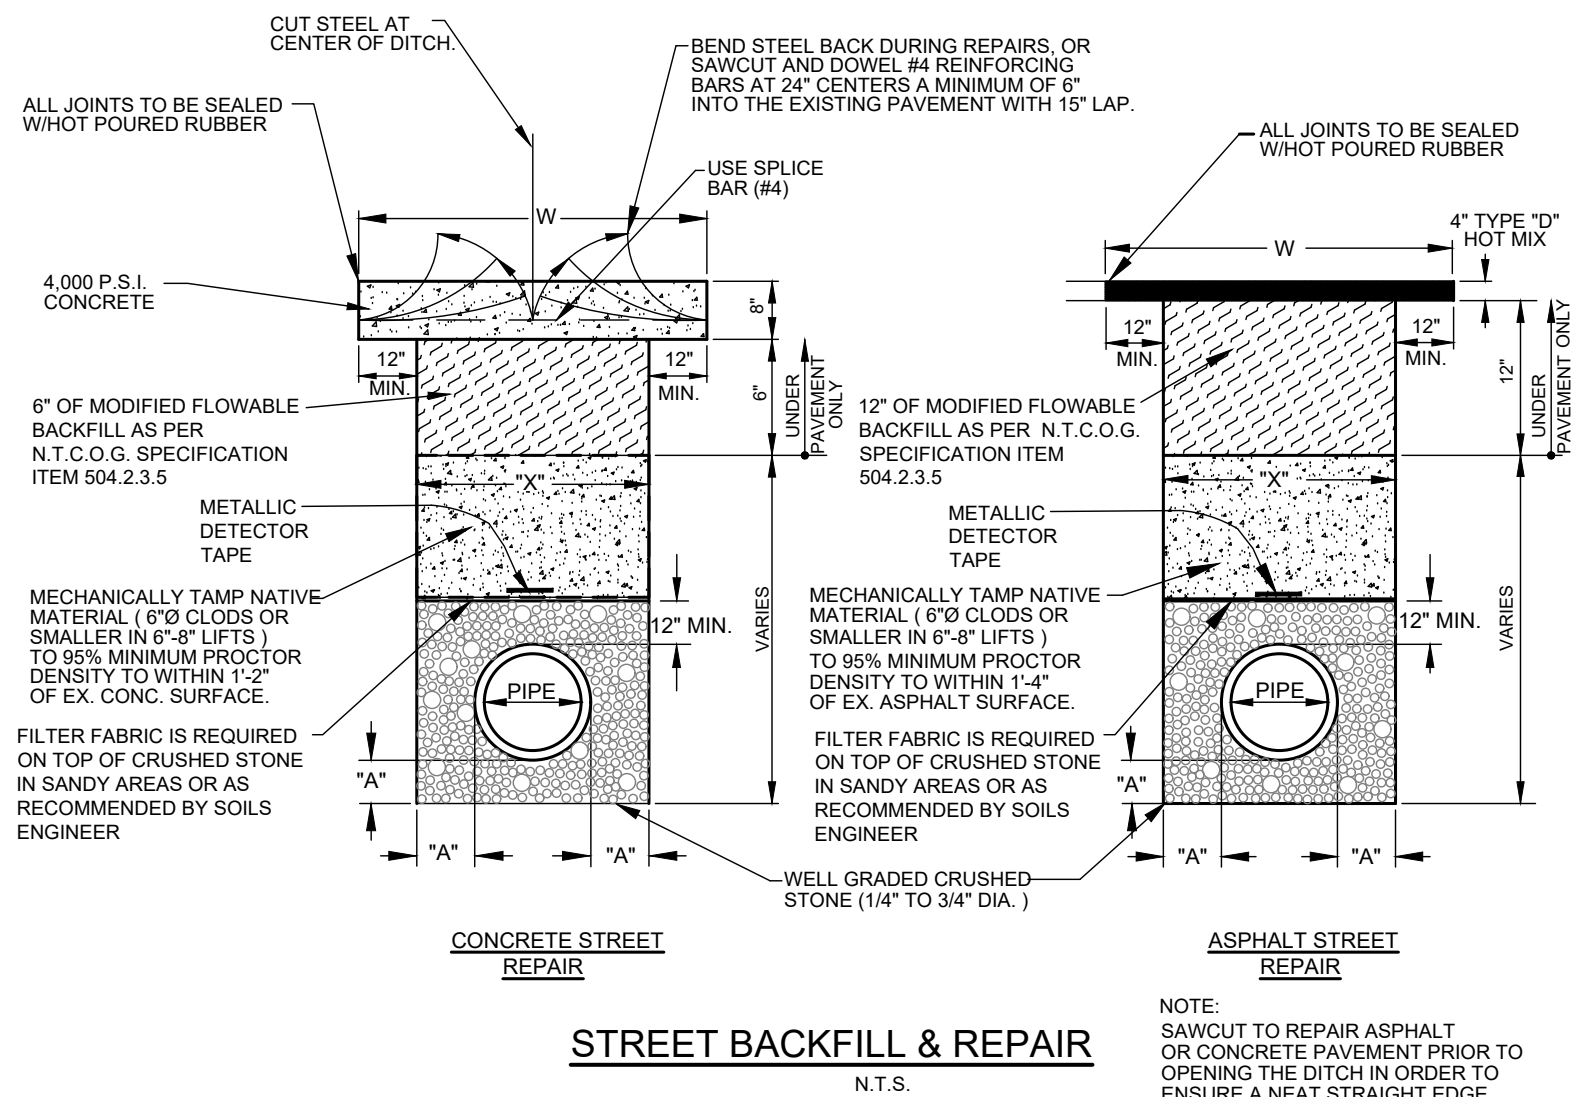 CUT STEEL AT
CENTER OF DITCH.
BEND STEEL BACK DURING REPAIRS, OR
SAWCUT AND DOWEL #4 REINFORCING
BARS AT 24" CENTERS A MINIMUM OF 6"
INTO THE EXISTING PAVEMENT WITH 15" LAP.
ALL JOINTS TO BE SEALED
W/HOT POURED RUBBER
USE SPLICE
BAR (#4)
W
4,000 P.S.I.
CONCRETE
8"
12"
MIN.
12"
MIN.
6"
UNDER
PAVEMENT
ONLY
6" OF MODIFIED FLOWABLE
BACKFILL AS PER
N.T.C.O.G. SPECIFICATION
ITEM 504.2.3.5
"X"
METALLIC
DETECTOR
TAPE
MECHANICALLY TAMP NATIVE
MATERIAL ( 6"Ø CLODS OR
SMALLER IN 6"-8" LIFTS )
TO 95% MINIMUM PROCTOR
DENSITY TO WITHIN 1'-2"
OF EX. CONC. SURFACE.
12" MIN.
VARIES
PIPE
FILTER FABRIC IS REQUIRED
ON TOP OF CRUSHED STONE
IN SANDY AREAS OR AS
RECOMMENDED BY SOILS
ENGINEER
"A"
"A"
"A"
ALL JOINTS TO BE SEALED
W/HOT POURED RUBBER
4" TYPE "D"
HOT MIX
W
12"
MIN.
12"
MIN.
12"
UNDER
PAVEMENT ONLY
12" OF MODIFIED FLOWABLE
BACKFILL AS PER N.T.C.O.G.
SPECIFICATION ITEM
504.2.3.5
"X"
METALLIC
DETECTOR
TAPE
MECHANICALLY TAMP NATIVE
MATERIAL ( 6"Ø CLODS OR
SMALLER IN 6"-8" LIFTS )
TO 95% MINIMUM PROCTOR
DENSITY TO WITHIN 1'-4"
OF EX. ASPHALT SURFACE.
12" MIN.
VARIES
PIPE
FILTER FABRIC IS REQUIRED
ON TOP OF CRUSHED STONE
IN SANDY AREAS OR AS
RECOMMENDED BY SOILS
ENGINEER
"A"
"A"
"A"
WELL GRADED CRUSHED
STONE (1/4" TO 3/4" DIA. )
CONCRETE STREET
REPAIR
ASPHALT STREET
REPAIR
STREET BACKFILL & REPAIR
N.T.S.
NOTE:
SAWCUT TO REPAIR ASPHALT
OR CONCRETE PAVEMENT PRIOR TO
OPENING THE DITCH IN ORDER TO
ENSURE A NEAT STRAIGHT EDGE